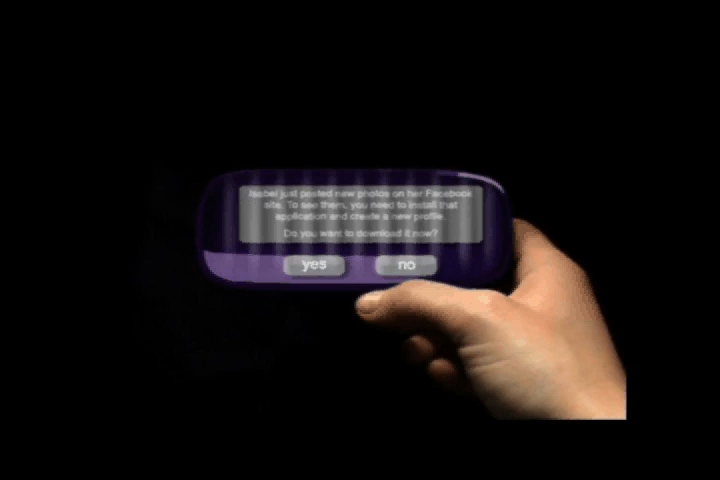 Isabel just posted new photos on her Facebook
site. To see them, you need to install that
application and create a new profile.
Do you want to download it now?
yes no